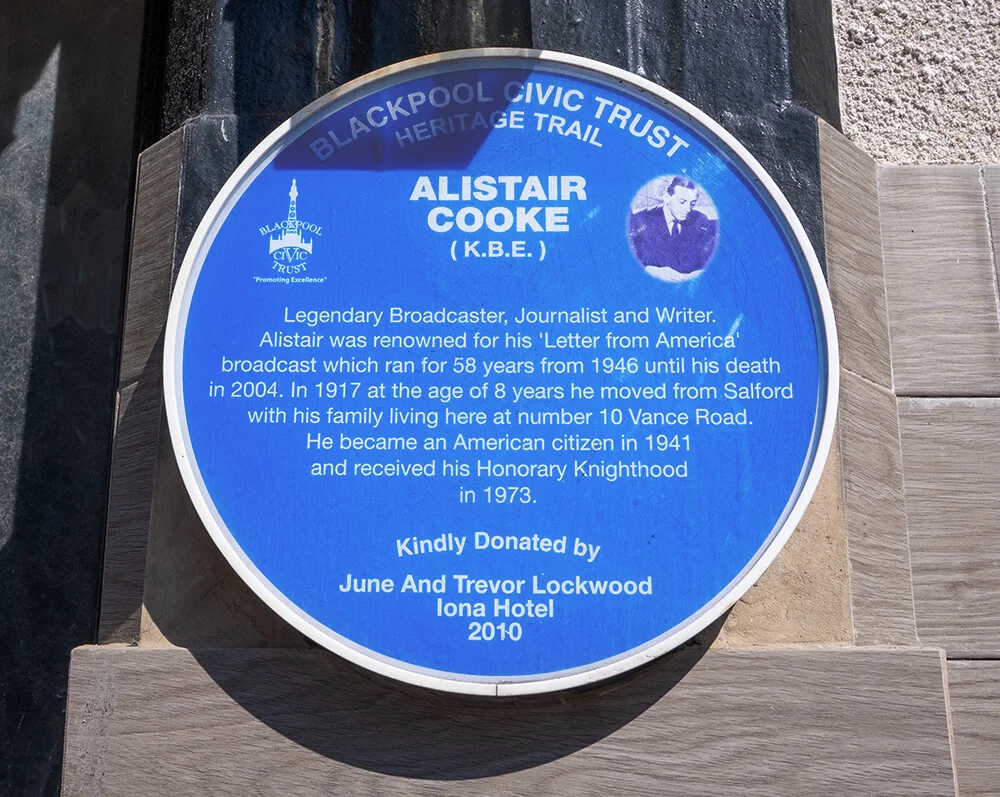 BLACKPOOL CIVIC TRUST
HERITAGE TRAIL
ALISTAIR
COOKE
( K.B.E. )
BLACKPOOL
CIVIC
TRUST
"Promoting Excellence"
Legendary Broadcaster, Journalist and Writer.
Alistair was renowned for his 'Letter from America'
broadcast which ran for 58 years from 1946 until his death
in 2004. In 1917 at the age of 8 years he moved from Salford
with his family living here at number 10 Vance Road.
He became an American citizen in 1941
and received his Honorary Knighthood
in 1973.
Kindly Donated by
June And Trevor Lockwood
Iona Hotel
2010